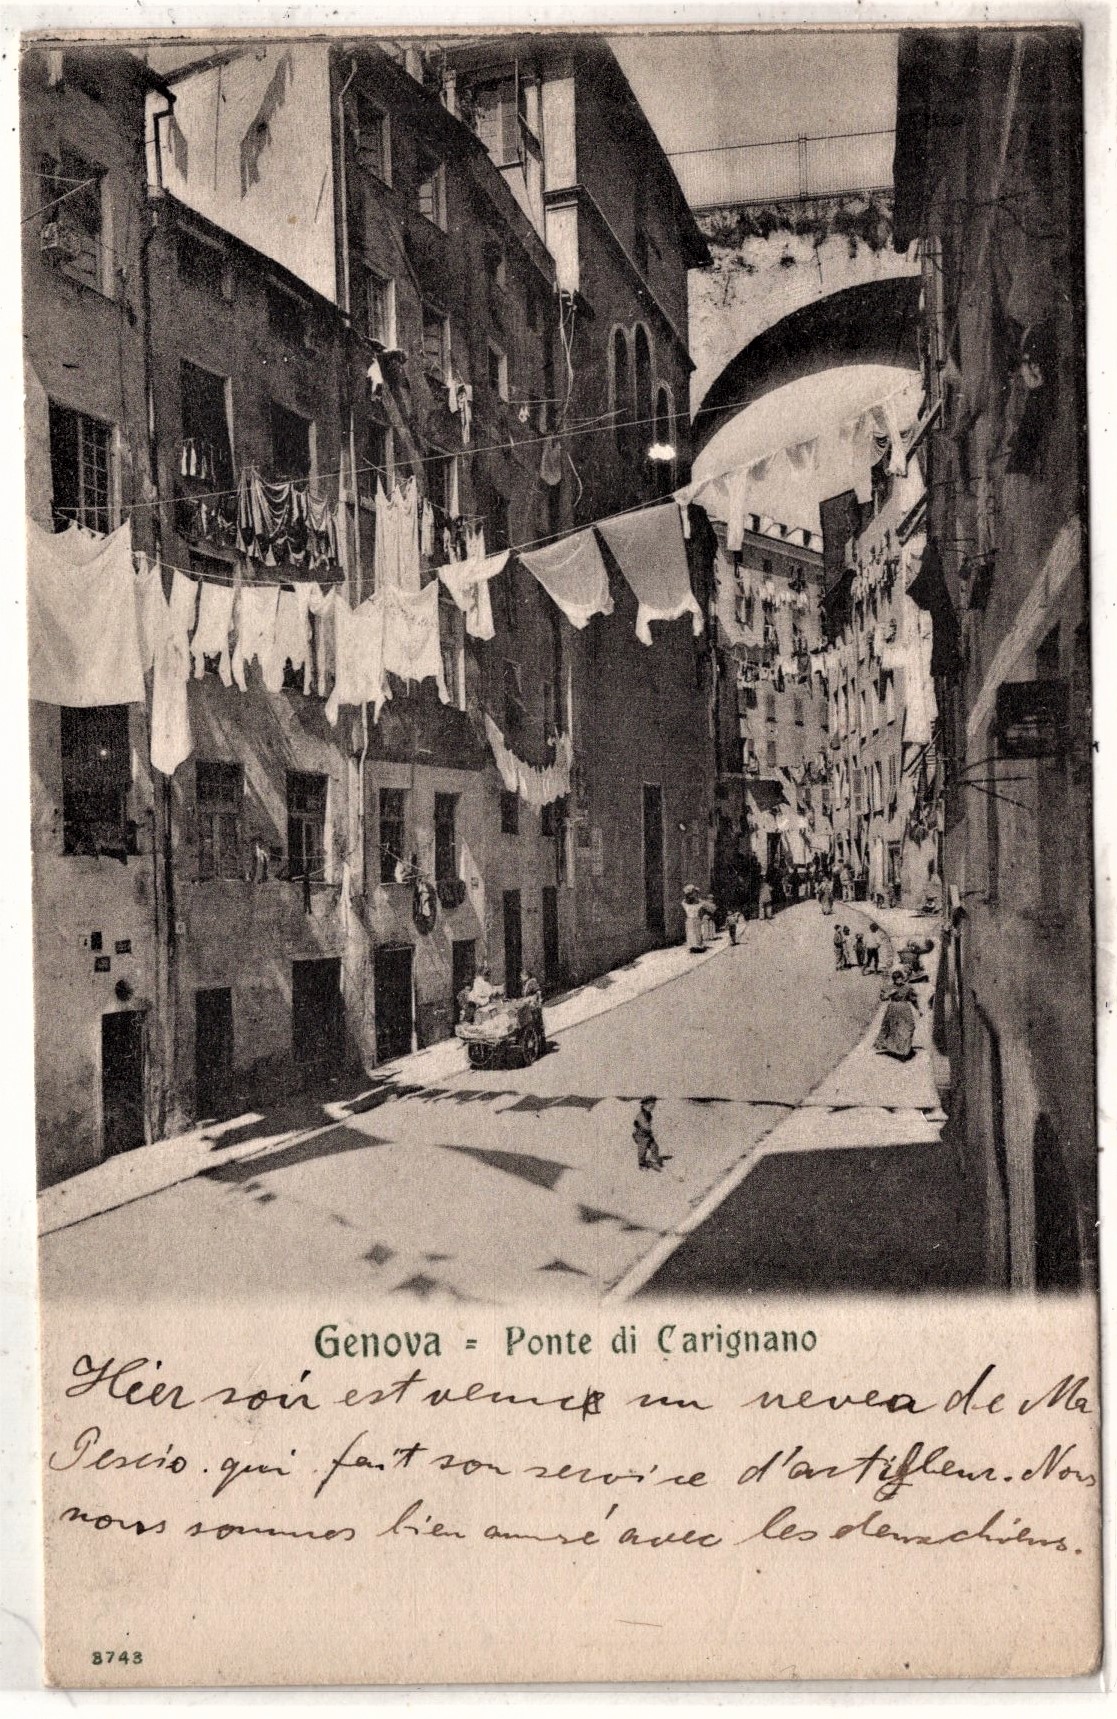 Genova = Ponte di Carignano
Hier soir est venu un neveu de Ma
Pescio. qui fait son service d'artilleur. Nous
nous sommes bien amusé avec les deux chiens.
8743